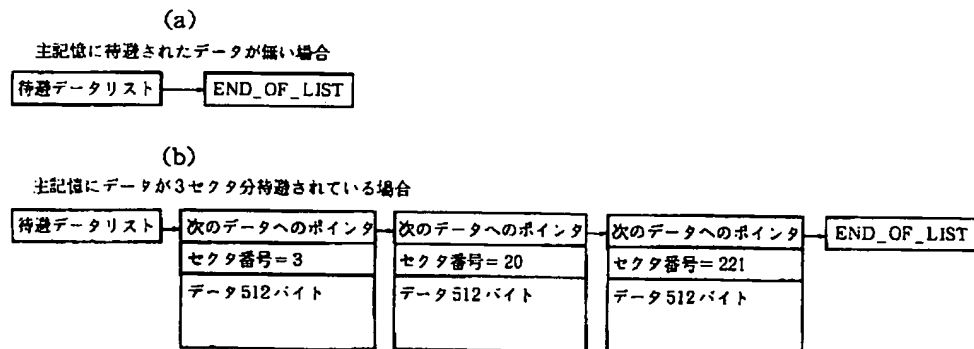 (a)
主記憶に待避されたデータが無い場合
待避データリスト END_OF_LIST
(b)
主記憶にデータが3セクタ分待避されている場合
待避データリスト 次のデータへのポインタ 次のデータへのポインタ 次のデータへのポインタ END_OF_LIST
セクタ番号=3 セクタ番号=20 セクタ番号=221
データ512バイト データ512バイト データ512バイト